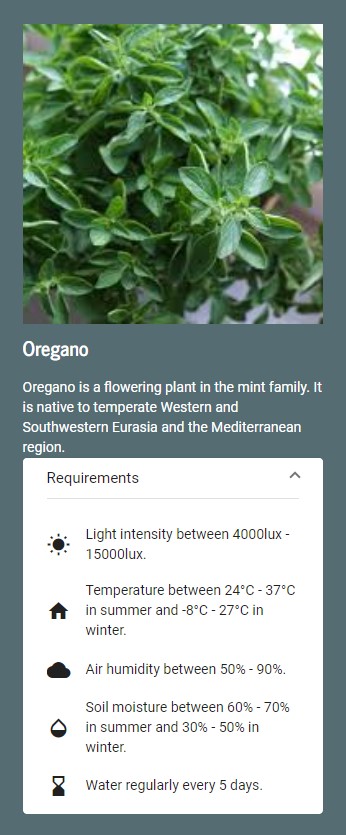 Oregano
Oregano is a flowering plant in the mint family. It
is native to temperate Western and
Southwestern Eurasia and the Mediterranean
region.
Requirements
Light intensity between 4000lux -
15000lux.
Temperature between 24°C - 37°C
in summer and -8°C - 27°C in
winter.
Air humidity between 50% - 90%.
Soil moisture between 60% - 70%
in summer and 30% - 50% in
winter.
Water regularly every 5 days.